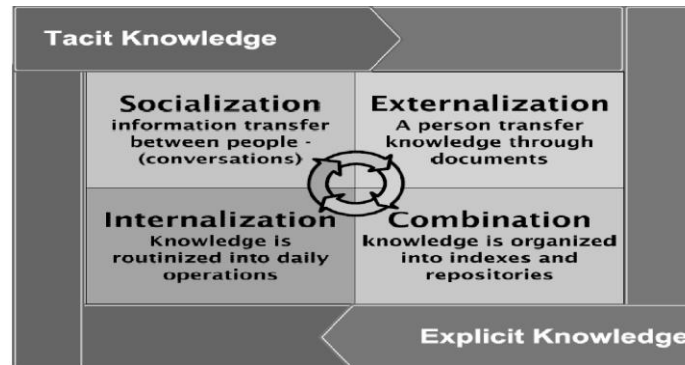 Tacit Knowledge
Socialization
information transfer
between people -
(conversations)
Externalization
A person transfer
knowledge through
documents
Internalization
Knowledge is
routinized into daily
operations
Combination
knowledge is organized
into indexes and
repositories
Explicit Knowledge